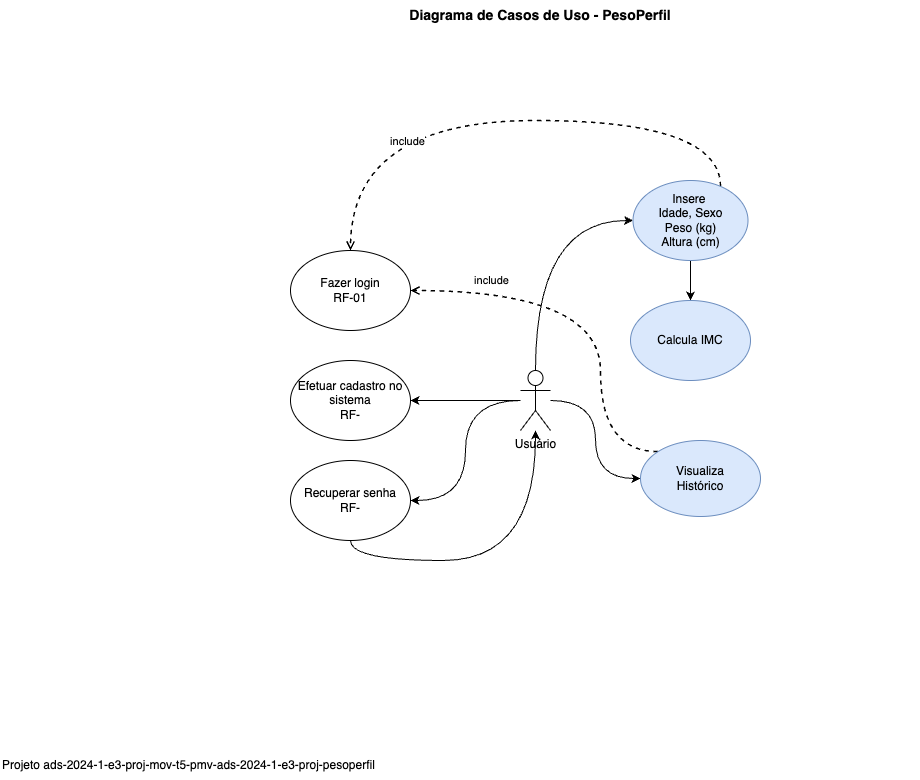 Diagrama de Casos de Uso - PesoPerfil
include
Insere
Idade, Sexo
Peso (kg)
Altura (cm)
Fazer login
RF-01
include
Calcula IMC
Efetuar cadastro no
sistema
RF-
Usuário
Visualiza
Histórico
Recuperar senha
RF-
Projeto ads-2024-1-e3-proj-mov-t5-pmv-ads-2024-1-e3-proj-pesoperfil